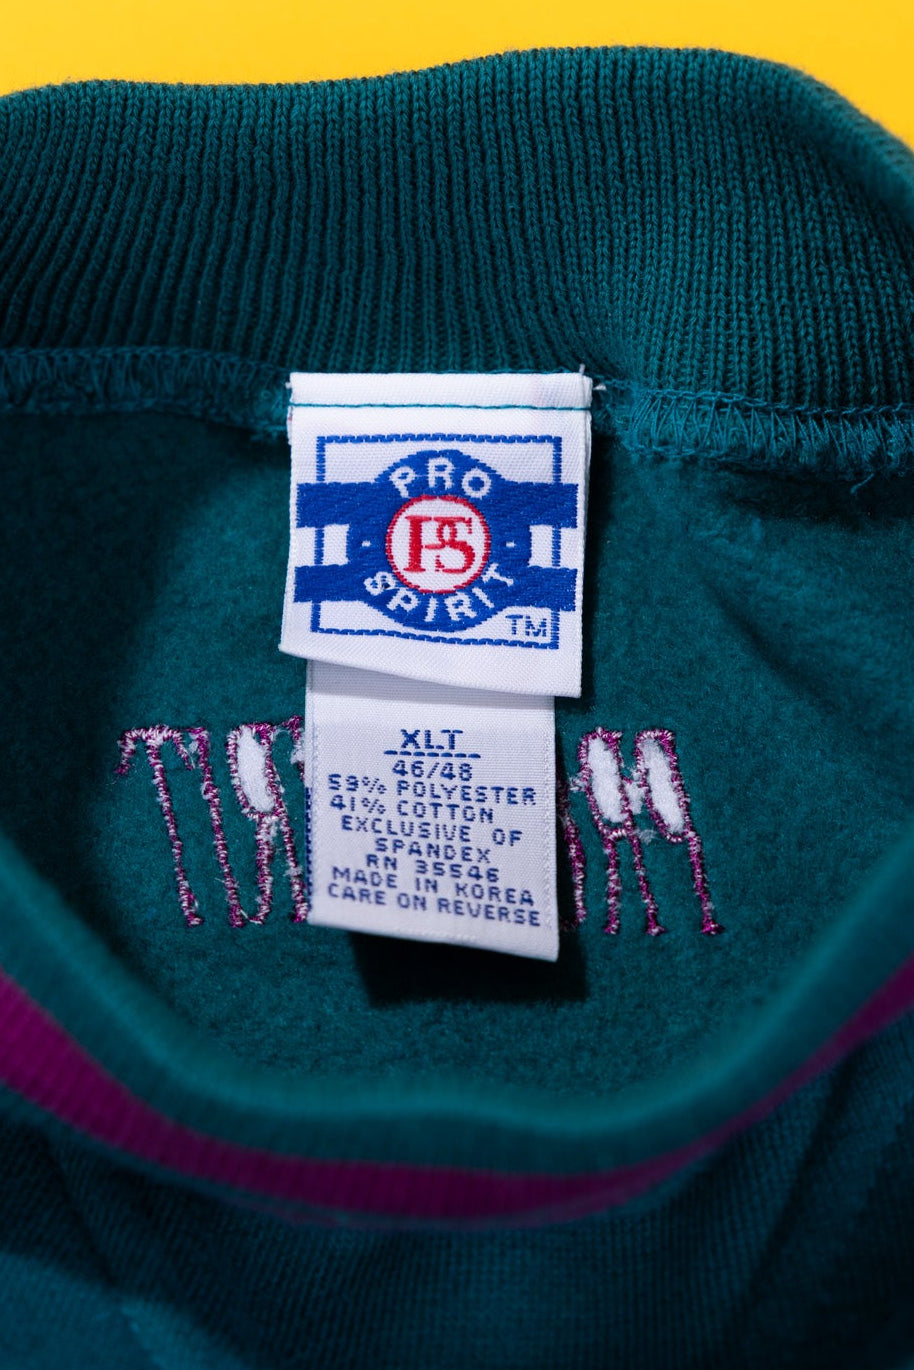 PRO
PS
SPIRIT
TM
XLT
46/48
59% POLYESTER
41% COTTON
EXCLUSIVE OF
SPANDEX
RN 35546
MADE IN KOREA
CARE ON REVERSE